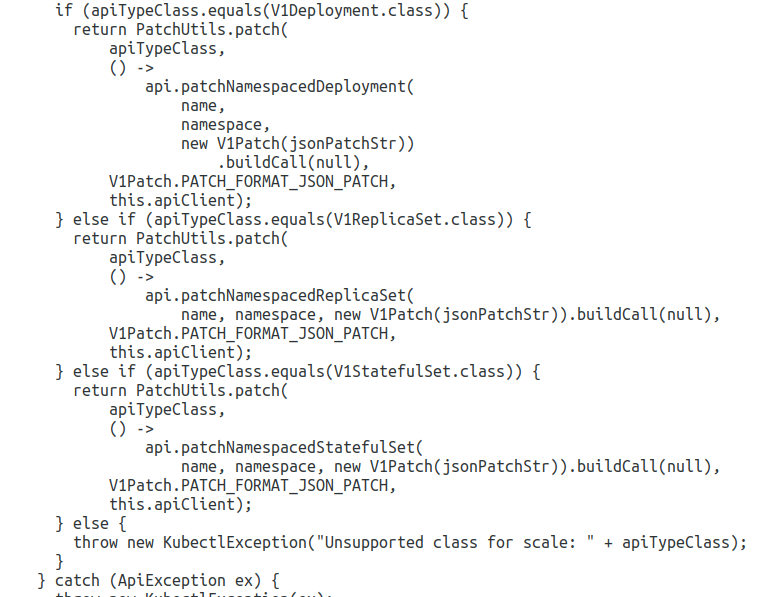 if (apiTypeClass.equals(V1Deployment.class)) {
return PatchUtils.patch(
apiTypeClass,
() ->
api.patchNamespacedDeployment(
name,
namespace,
new V1Patch(jsonPatchStr))
.buildCall(null),
V1Patch.PATCH_FORMAT_JSON_PATCH,
this.apiClient);
} else if (apiTypeClass.equals(V1ReplicaSet.class)) {
return PatchUtils.patch(
apiTypeClass,
() ->
api.patchNamespacedReplicaSet(
name, namespace, new V1Patch(jsonPatchStr)).buildCall(null),
V1Patch.PATCH_FORMAT_JSON_PATCH,
this.apiClient);
} else if (apiTypeClass.equals(V1StatefulSet.class)) {
return PatchUtils.patch(
apiTypeClass,
() ->
api.patchNamespacedStatefulSet(
name, namespace, new V1Patch(jsonPatchStr)).buildCall(null),
V1Patch.PATCH_FORMAT_JSON_PATCH,
this.apiClient);
} else {
throw new KubectlException("Unsupported class for scale: " + apiTypeClass);
}
} catch (ApiException ex) {
throw new KubectlException(ex);